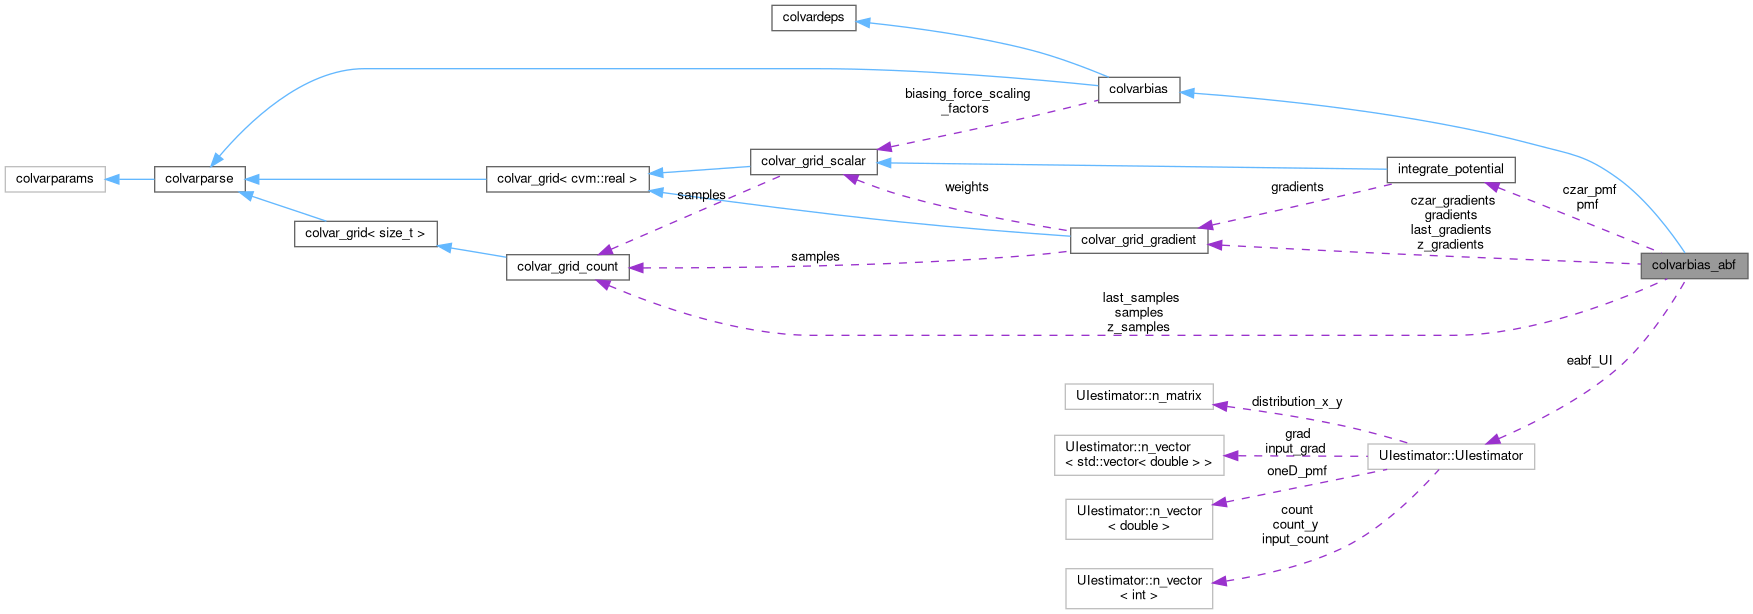 colvardeps
colvarbias
biasing_force_scaling
_factors
colvar_grid_scalar
integrate_potential
colvarparams
colvarparse
colvar_grid< cvm::real >
samples
weights
gradients
czar_pmf
pmf
czar_gradients
gradients
last_gradients
z_gradients
colvar_grid< size_t >
colvar_grid_gradient
colvar_grid_count
samples
colvarbias_abf
last_samples
samples
z_samples
eabf_UI
UIestimator::n_matrix
distribution_x_y
UIestimator::n_vector
< std::vector< double > >
grad
input_grad
UIestimator::UIestimator
oneD_pmf
UIestimator::n_vector
< double >
count
count_y
input_count
UIestimator::n_vector
< int >